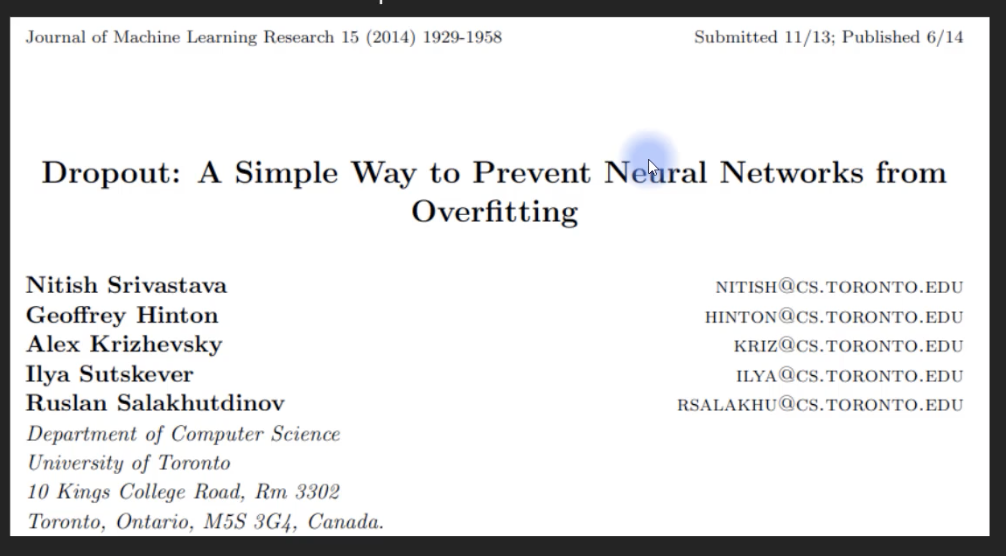 Journal of Machine Learning Research 15 (2014) 1929-1958 Submitted 11/13; Published 6/14
Dropout: A Simple Way to Prevent Neural Networks from
Overfitting
Nitish Srivastava NITISH@CS.TORONTO.EDU
Geoffrey Hinton HINTON@CS.TORONTO.EDU
Alex Krizhevsky KRIZ@CS.TORONTO.EDU
Ilya Sutskever ILYA@CS.TORONTO.EDU
Ruslan Salakhutdinov RSALAKHU@CS.TORONTO.EDU
Department of Computer Science
University of Toronto
10 Kings College Road, Rm 3302
Toronto, Ontario, M5S 3G4, Canada.